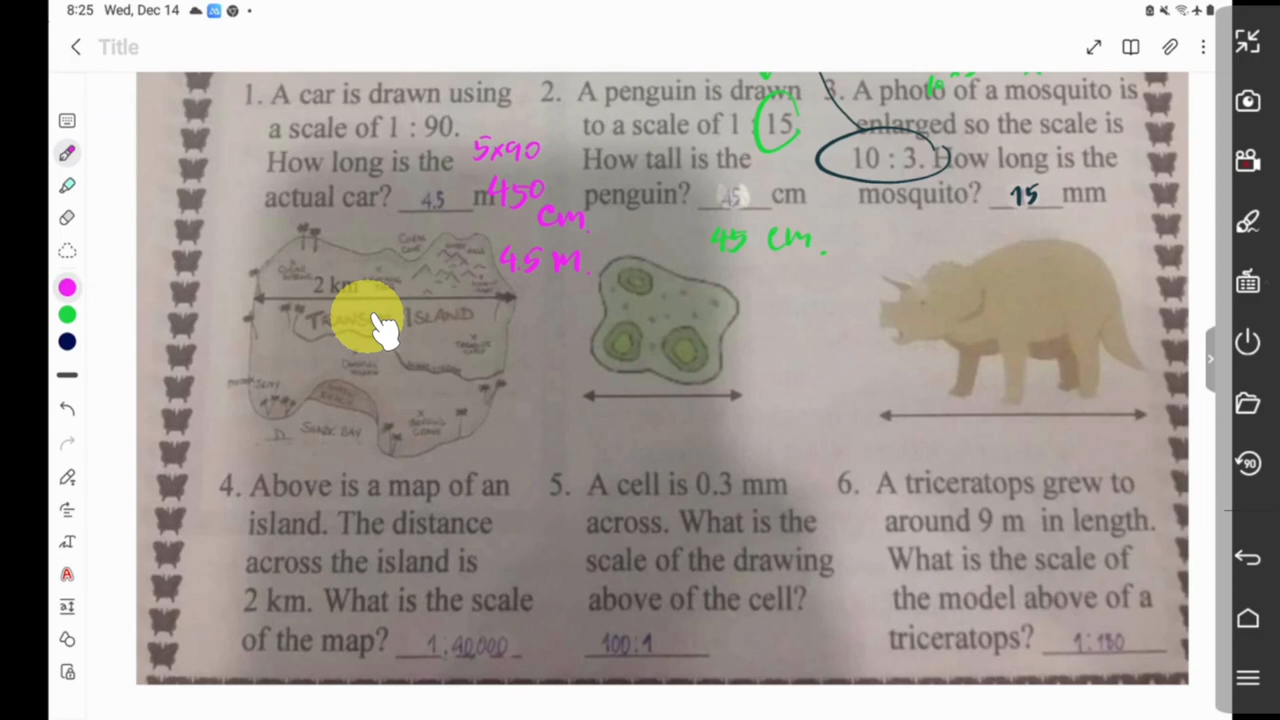 8:25 Wed, Dec 14
Title
1. A car is drawn using
a scale of 1 : 90.
How long is the
actual car? 4.5 m
5x90
450
cm.
4.5 M.
2. A penguin is drawn
to a scale of 1 : 15.
How tall is the
penguin? 45 cm
45 cm.
3. A photo of a mosquito is
enlarged so the scale is
10 : 3. How long is the
mosquito? 15 mm
2 km
ISLAND
SHARK BAY
4. Above is a map of an
island. The distance
across the island is
2 km. What is the scale
of the map? 1:40,000
5. A cell is 0.3 mm
across. What is the
scale of the drawing
above of the cell?
100:1
6. A triceratops grew to
around 9 m in length.
What is the scale of
the model above of a
triceratops? 1:180
90